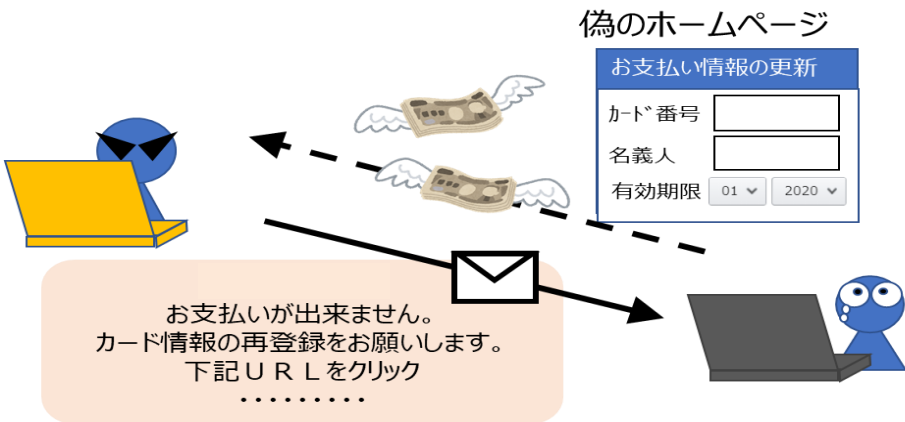 偽のホームページ
お支払い情報の更新
ｶｰﾄﾞ番号
名義人
有効期限 01 2020
お支払いが出来ません。
カード情報の再登録をお願いします。
下記ＵＲＬをクリック
・・・・・・・・・